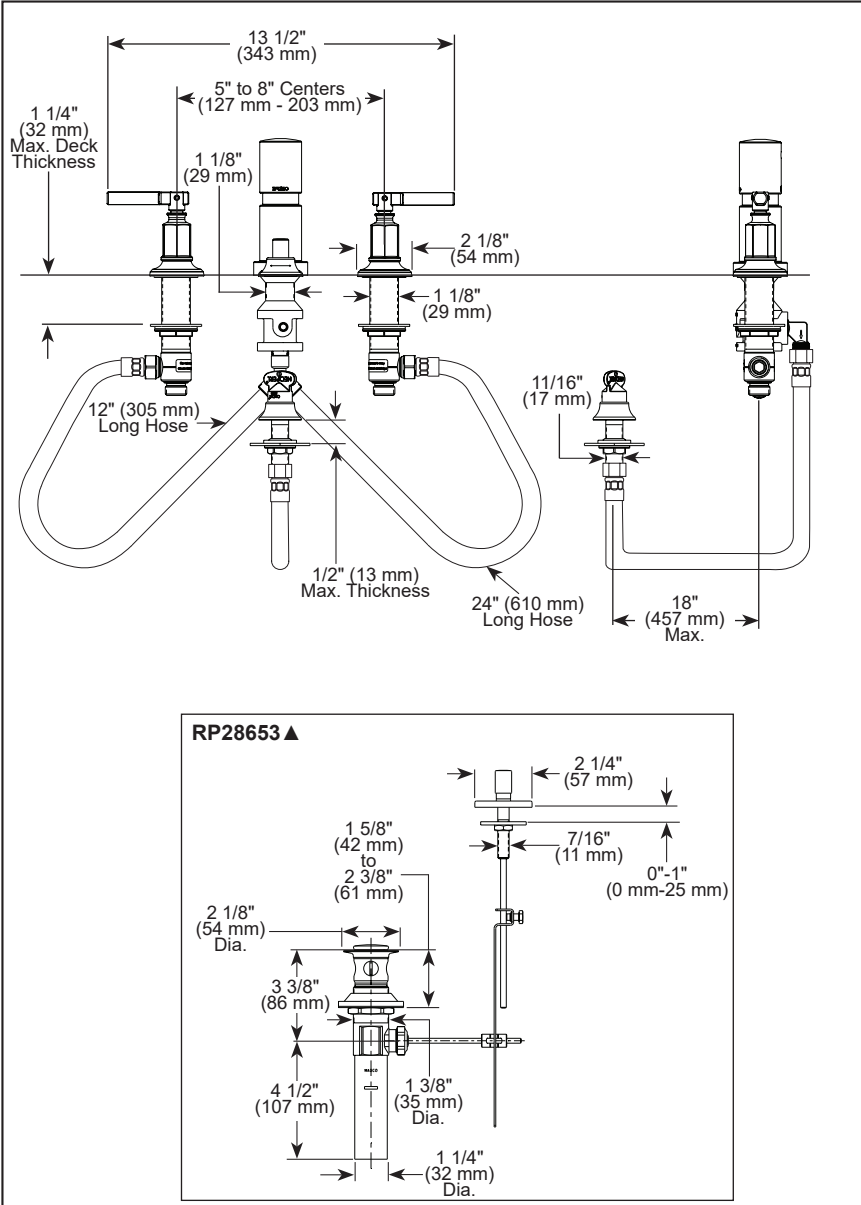 13 1/2"
(343 mm)
5" to 8" Centers
(127 mm - 203 mm)
1 1/4"
(32 mm)
Max. Deck
Thickness
1 1/8"
(29 mm)
2 1/8"
(54 mm)
1 1/8"
(29 mm)
12" (305 mm)
Long Hose
11/16"
(17 mm)
1/2" (13 mm)
Max. Thickness
24" (610 mm)
Long Hose
18"
(457 mm)
Max.
RP28653▲
2 1/4"
(57 mm)
1 5/8"
(42 mm)
to
2 3/8"
(61 mm)
7/16"
(11 mm)
0"-1"
(0 mm-25 mm)
2 1/8"
(54 mm)
Dia.
3 3/8"
(86 mm)
4 1/2"
(107 mm)
MASCO
1 3/8"
(35 mm)
Dia.
1 1/4"
(32 mm)
Dia.